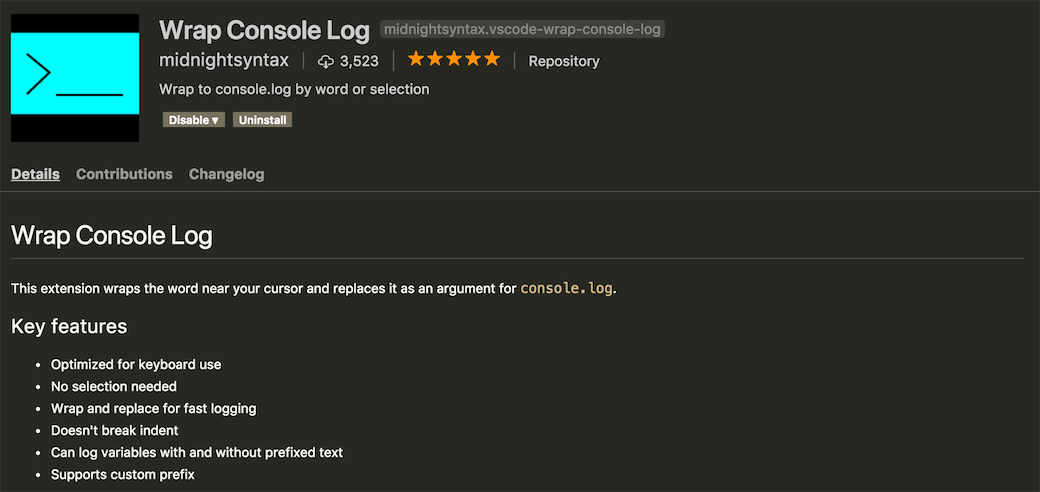 Wrap Console Log midnightsyntax.vscode-wrap-console-log
midnightsyntax 3,523 Repository
Wrap to console.log by word or selection
Disable ▾ Uninstall
Details Contributions Changelog
Wrap Console Log
This extension wraps the word near your cursor and replaces it as an argument for console.log.
Key features
• Optimized for keyboard use
• No selection needed
• Wrap and replace for fast logging
• Doesn't break indent
• Can log variables with and without prefixed text
• Supports custom prefix